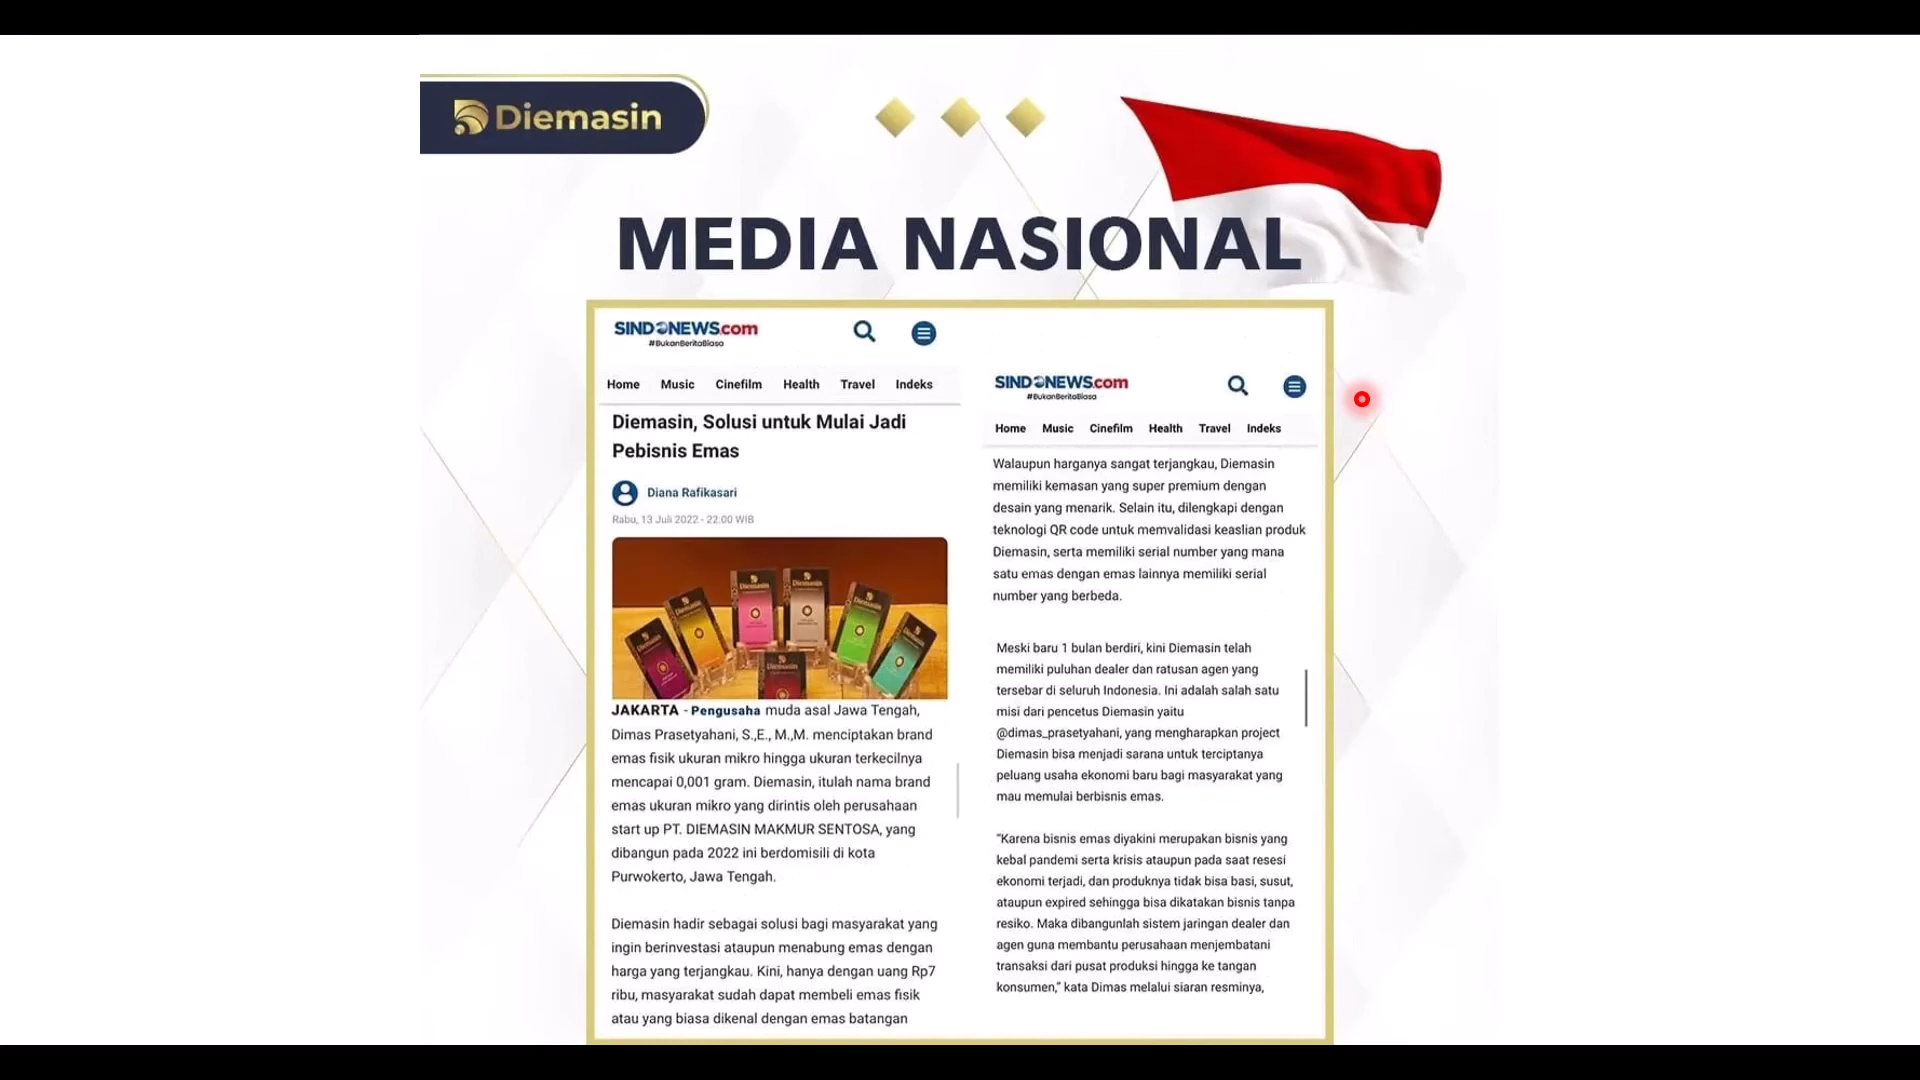 Diemasin
MEDIA NASIONAL
SINDONEWS.com
#BukanBeritaBiasa
Home Music Cinefilm Health Travel Indeks
Diemasin, Solusi untuk Mulai Jadi
Pebisnis Emas
Diana Rafikasari
Rabu, 13 Juli 2022 - 22:00 WIB
Diemasin
Diemasin
Diemasin
Diemasin
Diemasin
JAKARTA - Pengusaha muda asal Jawa Tengah,
Dimas Prasetyahani, S.,E., M.,M. menciptakan brand
emas fisik ukuran mikro hingga ukuran terkecilnya
mencapai 0,001 gram. Diemasin, itulah nama brand
emas ukuran mikro yang dirintis oleh perusahaan
start up PT. DIEMASIN MAKMUR SENTOSA, yang
dibangun pada 2022 ini berdomisili di kota
Purwokerto, Jawa Tengah.
Diemasin hadir sebagai solusi bagi masyarakat yang
ingin berinvestasi ataupun menabung emas dengan
harga yang terjangkau. Kini, hanya dengan uang Rp7
ribu, masyarakat sudah dapat membeli emas fisik
atau yang biasa dikenal dengan emas batangan
SINDONEWS.com
#BukanBeritaBiasa
Home Music Cinefilm Health Travel Indeks
Walaupun harganya sangat terjangkau, Diemasin
memiliki kemasan yang super premium dengan
desain yang menarik. Selain itu, dilengkapi dengan
teknologi QR code untuk memvalidasi keaslian produk
Diemasin, serta memiliki serial number yang mana
satu emas dengan emas lainnya memiliki serial
number yang berbeda.
Meski baru 1 bulan berdiri, kini Diemasin telah
memiliki puluhan dealer dan ratusan agen yang
tersebar di seluruh Indonesia. Ini adalah salah satu
misi dari pencetus Diemasin yaitu
@dimas_prasetyahani, yang mengharapkan project
Diemasin bisa menjadi sarana untuk terciptanya
peluang usaha ekonomi baru bagi masyarakat yang
mau memulai berbisnis emas.
"Karena bisnis emas diyakini merupakan bisnis yang
kebal pandemi serta krisis ataupun pada saat resesi
ekonomi terjadi, dan produknya tidak bisa basi, susut,
ataupun expired sehingga bisa dikatakan bisnis tanpa
resiko. Maka dibangunlah sistem jaringan dealer dan
agen guna membantu perusahaan menjembatani
transaksi dari pusat produksi hingga ke tangan
konsumen," kata Dimas melalui siaran resminya,